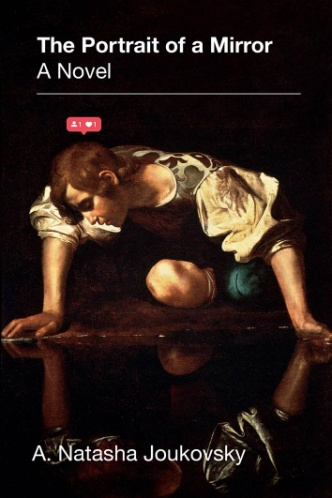 The Portrait of a Mirror
A Novel
1 1
A. Natasha Joukovsky